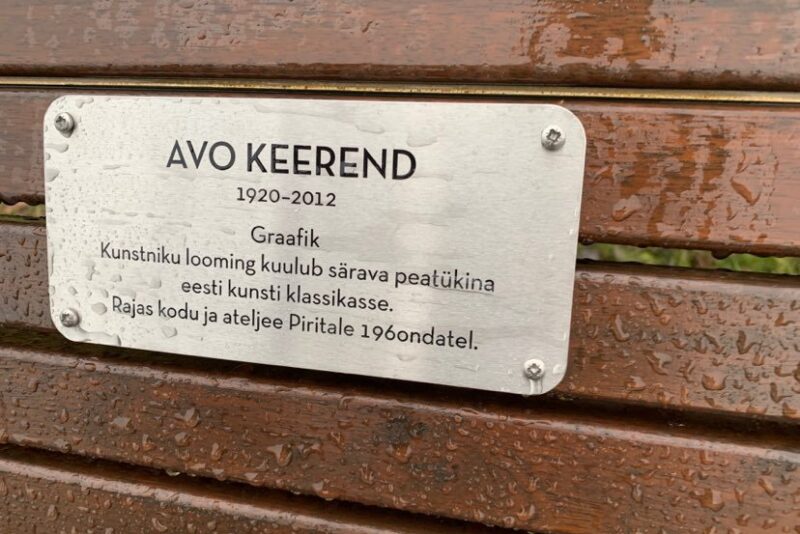 AVO KEEREND
1920–2012
Graafik
Kunstniku looming kuulub särava peatükina
eesti kunsti klassikasse.
Rajas kodu ja ateljee Piritale 1960ndatel.